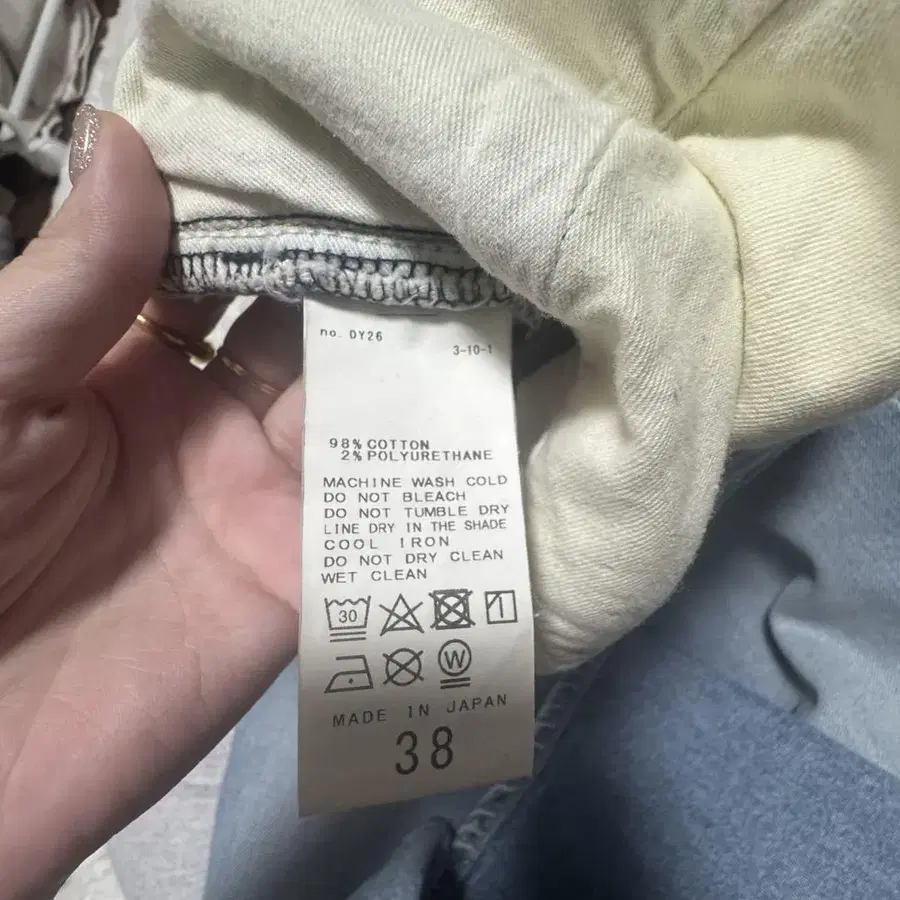 no. DY26
3-10-1
98% COTTON
2% POLYURETHANE
MACHINE WASH COLD
DO NOT BLEACH
DO NOT TUMBLE DRY
LINE DRY IN THE SHADE
COOL IRON
DO NOT DRY CLEAN
WET CLEAN
30
W
MADE IN JAPAN
38